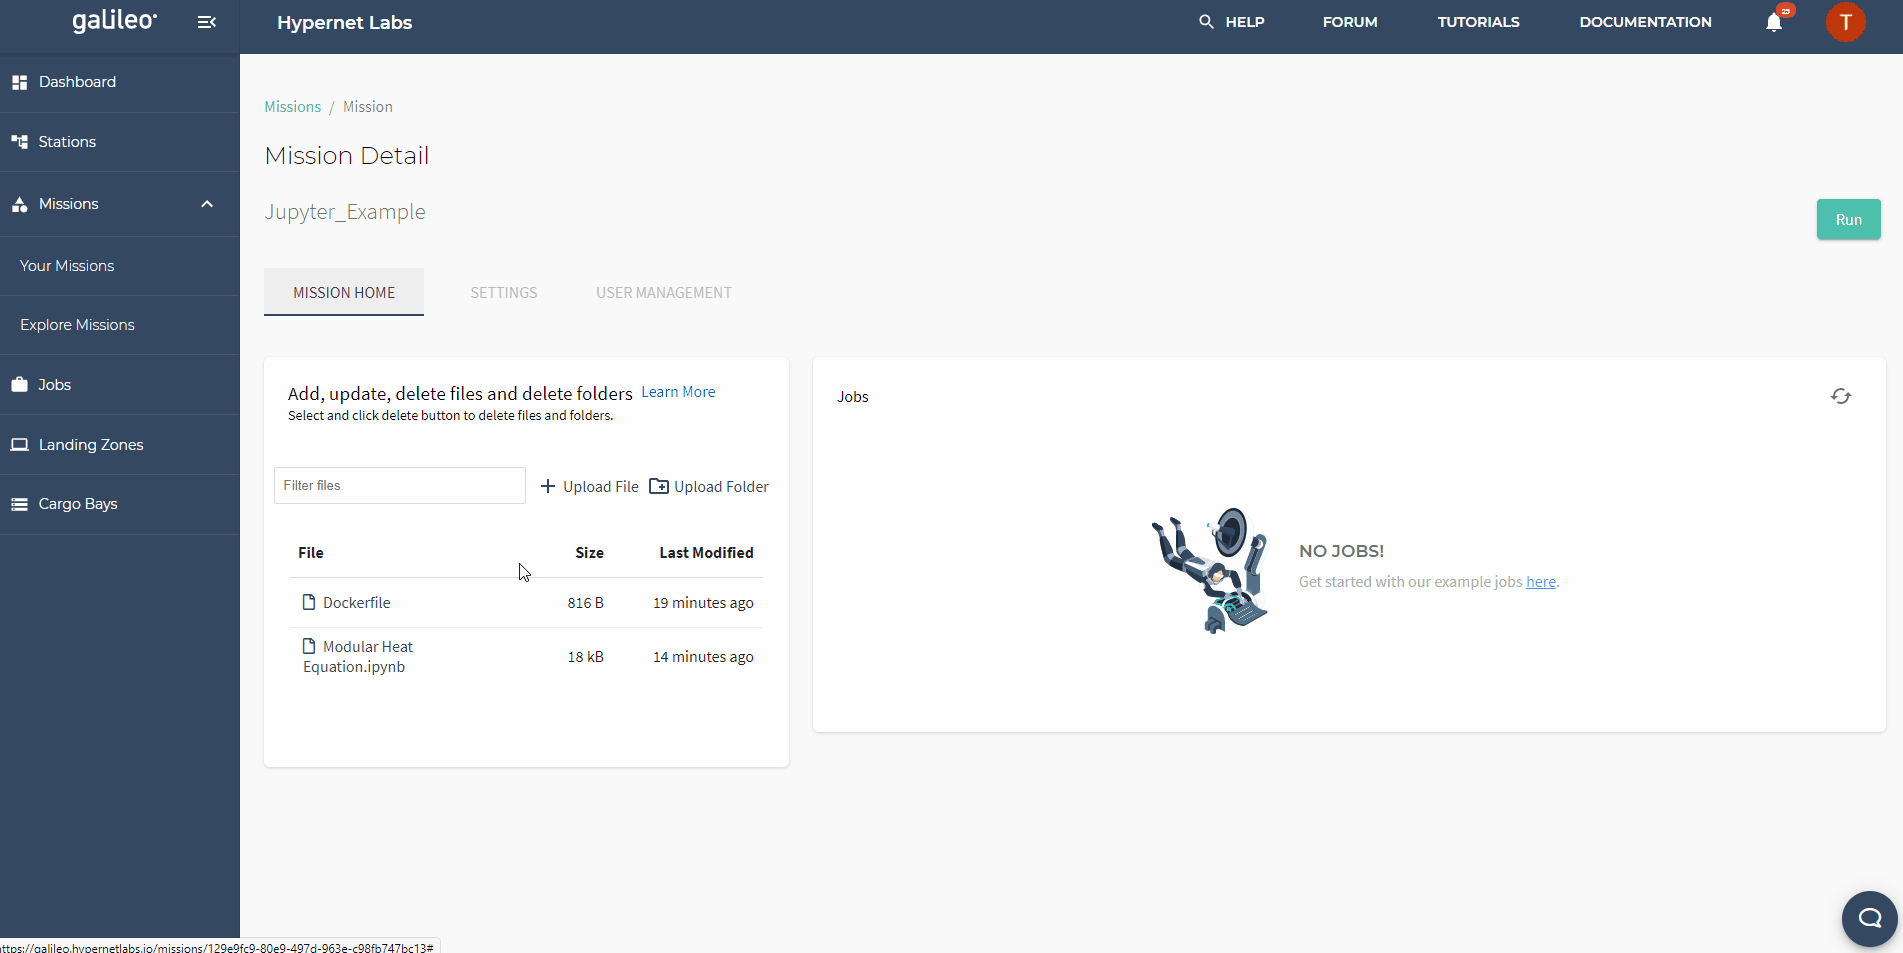 galileo
Hypernet Labs
HELP
FORUM
TUTORIALS
DOCUMENTATION
23
T
Dashboard
Stations
Missions
Your Missions
Explore Missions
Jobs
Landing Zones
Cargo Bays
Missions / Mission
Mission Detail
Jupyter_Example
Run
MISSION HOME
SETTINGS
USER MANAGEMENT
Add, update, delete files and delete folders Learn More
Select and click delete button to delete files and folders.
Filter files
Upload File
Upload Folder
File Size Last Modified
Dockerfile 816 B 19 minutes ago
Modular Heat
Equation.ipynb 18 kB 14 minutes ago
Jobs
NO JOBS!
Get started with our example jobs here.
ttps://galileo.hypernetlabs.io/missions/129e9fc9-80e9-497d-963e-c98fb747bc13#